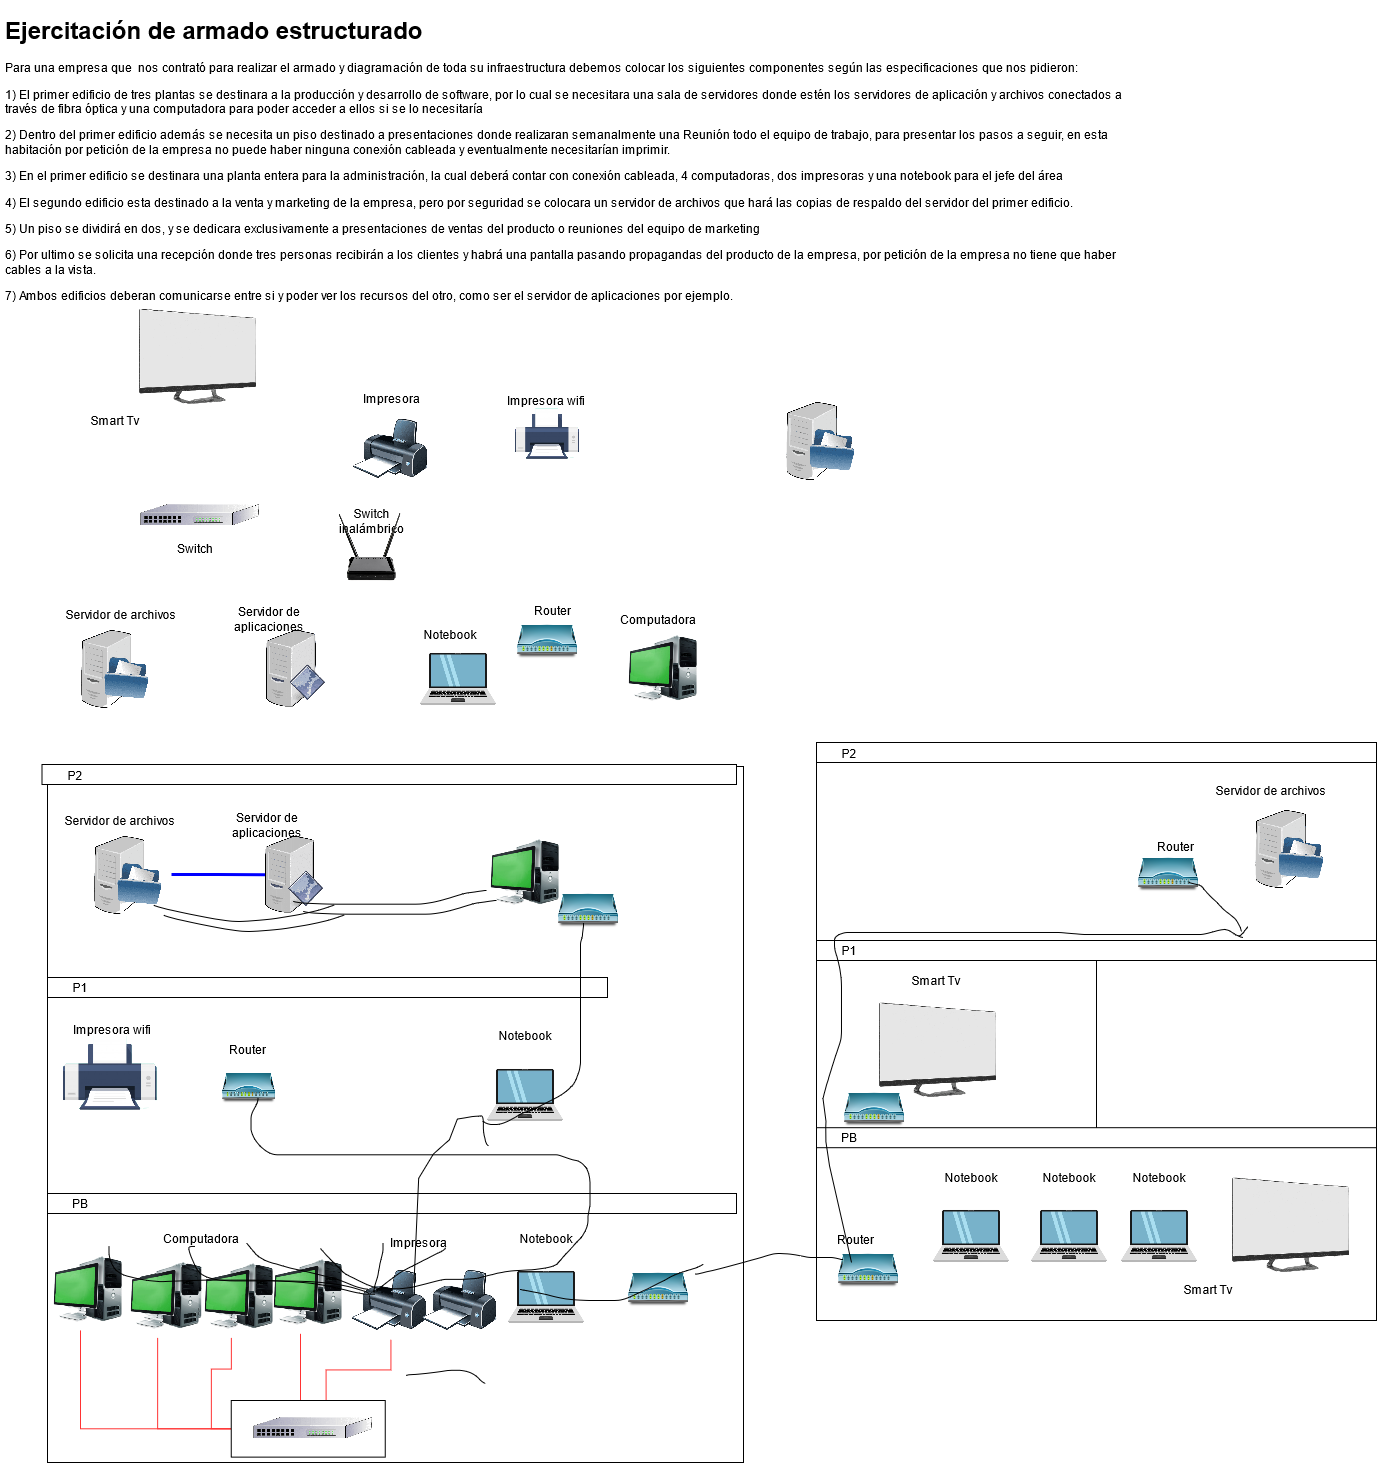 Ejercitación de armado estructurado
Para una empresa que  nos contrató para realizar el armado y diagramación de toda su infraestructura debemos colocar los siguientes componentes según las especificaciones que nos pidieron:
1) El primer edificio de tres plantas se destinara a la producción y desarrollo de software, por lo cual se necesitara una sala de servidores donde estén los servidores de aplicación y archivos conectados a
través de fibra óptica y una computadora para poder acceder a ellos si se lo necesitaría
2) Dentro del primer edificio además se necesita un piso destinado a presentaciones donde realizaran semanalmente una Reunión todo el equipo de trabajo, para presentar los pasos a seguir, en esta
habitación por petición de la empresa no puede haber ninguna conexión cableada y eventualmente necesitarían imprimir.
3) En el primer edificio se destinara una planta entera para la administración, la cual deberá contar con conexión cableada, 4 computadoras, dos impresoras y una notebook para el jefe del área
4) El segundo edificio esta destinado a la venta y marketing de la empresa, pero por seguridad se colocara un servidor de archivos que hará las copias de respaldo del servidor del primer edificio.
5) Un piso se dividirá en dos, y se dedicara exclusivamente a presentaciones de ventas del producto o reuniones del equipo de marketing
6) Por ultimo se solicita una recepción donde tres personas recibirán a los clientes y habrá una pantalla pasando propagandas del producto de la empresa, por petición de la empresa no tiene que haber
cables a la vista.
7) Ambos edificios deberan comunicarse entre si y poder ver los recursos del otro, como ser el servidor de aplicaciones por ejemplo.
Smart Tv
Impresora
Impresora wifi
Switch
Switch
inalámbrico
Servidor de archivos
Servidor de
aplicaciones
Notebook
Router
Computadora
P2
Servidor de archivos
Servidor de
aplicaciones
P1
Impresora wifi
Router
Notebook
PB
Computadora
Impresora
Notebook
P2
Servidor de archivos
Router
P1
Smart Tv
PB
Notebook
Notebook
Notebook
Router
Smart Tv